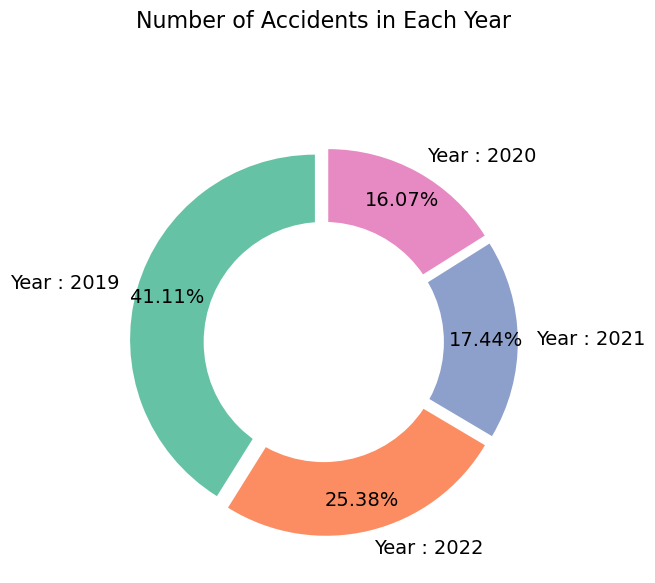 Number of Accidents in Each Year
Year : 2020
16.07%
Year : 2019
41.11%
17.44%
Year : 2021
25.38%
Year : 2022